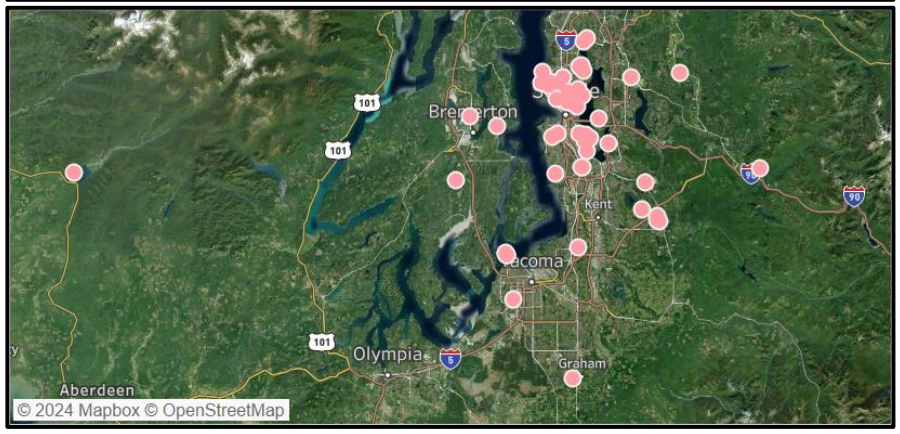 5
101
Bremerton
101
90
90
Kent
Tacoma
101
Olympia
5
Graham
Aberdeen
© 2024 Mapbox © OpenStreetMap